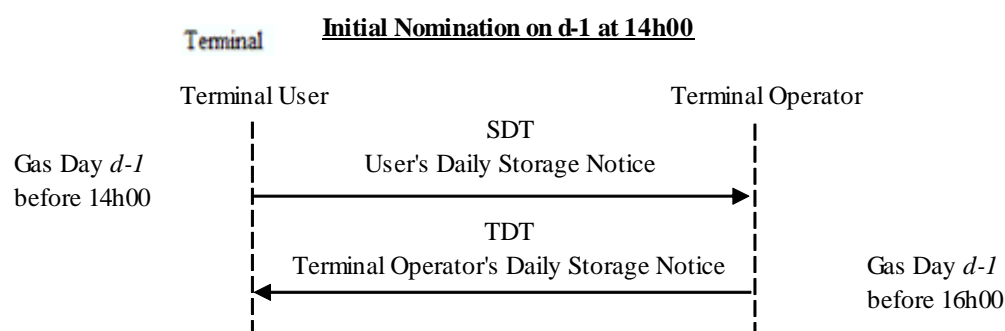 Initial Nomination on d-1 at 14h00
Terminal
Terminal User
Terminal Operator
SDT
User's Daily Storage Notice
Gas Day d-1
before 14h00
TDT
Terminal Operator's Daily Storage Notice
Gas Day d-1
before 16h00